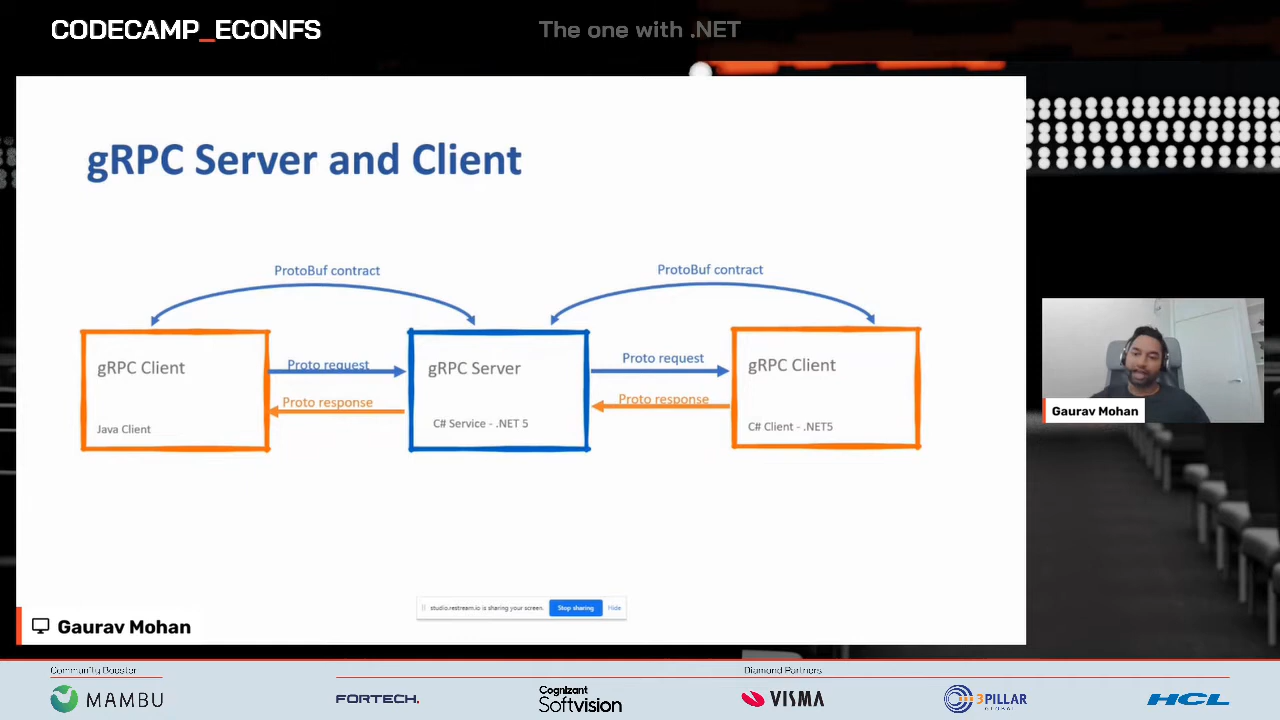 CODECAMP_ECONFS
The one with .NET
gRPC Server and Client
ProtoBuf contract
ProtoBuf contract
gRPC Client
Proto request
gRPC Server
Proto request
gRPC Client
Proto response
Proto response
Java Client
C# Service - .NET 5
C# Client - .NET5
Gaurav Mohan
studio.restream.io is sharing your screen.
Stop sharing
Hide
Gaurav Mohan
Community Booster
Diamond Partners
MAMBU
FORTECH.
Cognizant
Softvision
VISMA
3PILLAR
GLOBAL
HCL